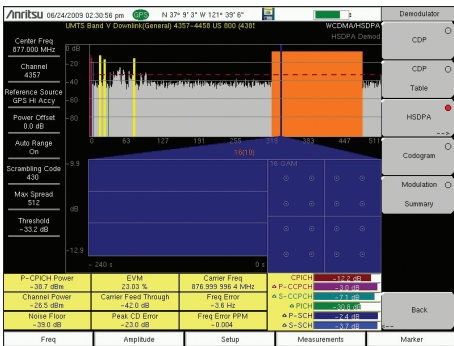 Anritsu 06/24/2009 02:30:56 pm GPS N 37° 9' 3" W 121° 39' 6"
Demodulator
UMTS Band V Downlink(General) 4357-4458 US 800 (4385
WCDMA/HSDPA
HSDPA Demod
Center Freq
877.000 MHz
Channel
4357
Reference Source
GPS Hi Accy
Power Offset
0.0 dB
Auto Range
On
Scrambling Code
430
Max Spread
512
Threshold
-33.2 dB
0 dB
-20
-40
-60
-80
0 63 127 191 255 319 383 447 511
16(10)
16 QAM
-9.9
dB
-12.9
-240 s
0 s
CDP
CDP
Table
HSDPA
-->
Codogram
Modulation
Summary
Back
<--
P-CPICH Power
-38.7 dBm
EVM
23.03 %
Carrier Freq
876.999 996 4 MHz
Channel Power
-26.5 dBm
Carrier Feed Through
-42.0 dB
Freq Error
-3.6 Hz
Noise Floor
-39.0 dB
Peak CD Error
-23.0 dB
Freq Error PPM
-0.004
CPICH -12.2 dB
P-CCPCH -3.0 dB
S-CCPCH -7.1 dB
PICH -30.8 dB
P-SCH -2.4 dB
S-SCH -3.7 dB
Freq Amplitude Setup Measurements Marker